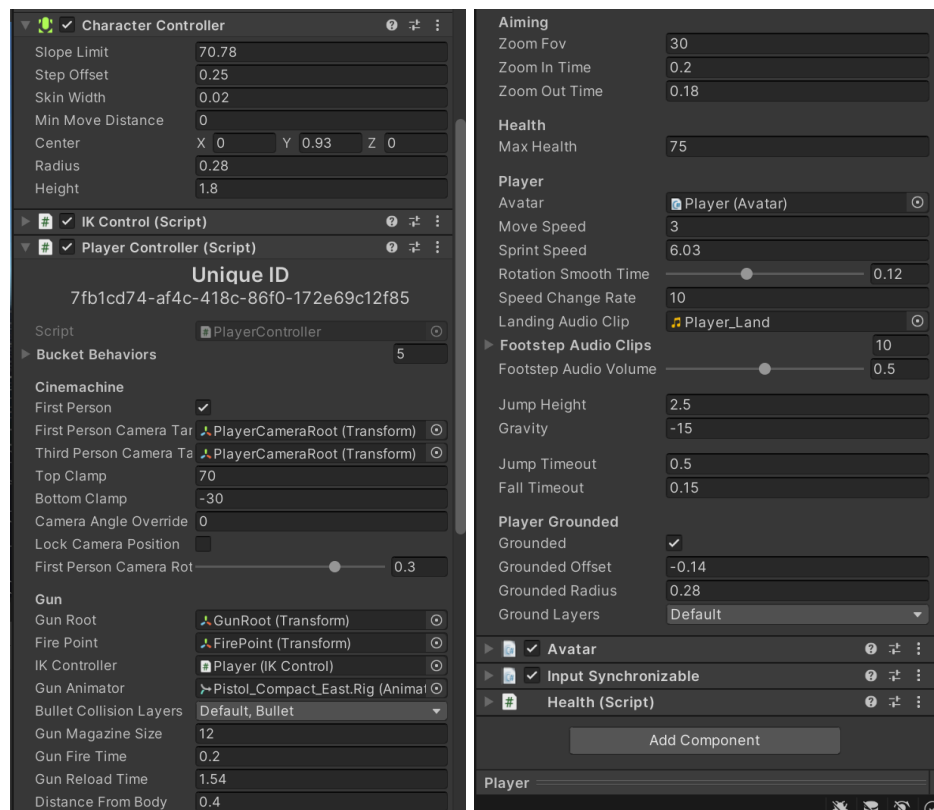 Character Controller
Slope Limit 70.78
Step Offset 0.25
Skin Width 0.02
Min Move Distance 0
Center X 0 Y 0.93 Z 0
Radius 0.28
Height 1.8
IK Control (Script)
Player Controller (Script)
Unique ID
7fb1cd74-af4c-418c-86f0-172e69c12f85
Script PlayerController
Bucket Behaviors 5
Cinemachine
First Person
First Person Camera Tar PlayerCameraRoot (Transform)
Third Person Camera Ta PlayerCameraRoot (Transform)
Top Clamp 70
Bottom Clamp -30
Camera Angle Override 0
Lock Camera Position
First Person Camera Rot 0.3
Gun
Gun Root GunRoot (Transform)
Fire Point FirePoint (Transform)
IK Controller Player (IK Control)
Gun Animator Pistol_Compact_East.Rig (Animat
Bullet Collision Layers Default, Bullet
Gun Magazine Size 12
Gun Fire Time 0.2
Gun Reload Time 1.54
Distance From Body 0.4
Aiming
Zoom Fov 30
Zoom In Time 0.2
Zoom Out Time 0.18
Health
Max Health 75
Player
Avatar Player (Avatar)
Move Speed 3
Sprint Speed 6.03
Rotation Smooth Time 0.12
Speed Change Rate 10
Landing Audio Clip Player_Land
Footstep Audio Clips 10
Footstep Audio Volume 0.5
Jump Height 2.5
Gravity -15
Jump Timeout 0.5
Fall Timeout 0.15
Player Grounded
Grounded
Grounded Offset -0.14
Grounded Radius 0.28
Ground Layers Default
Avatar
Input Synchronizable
Health (Script)
Add Component
Player